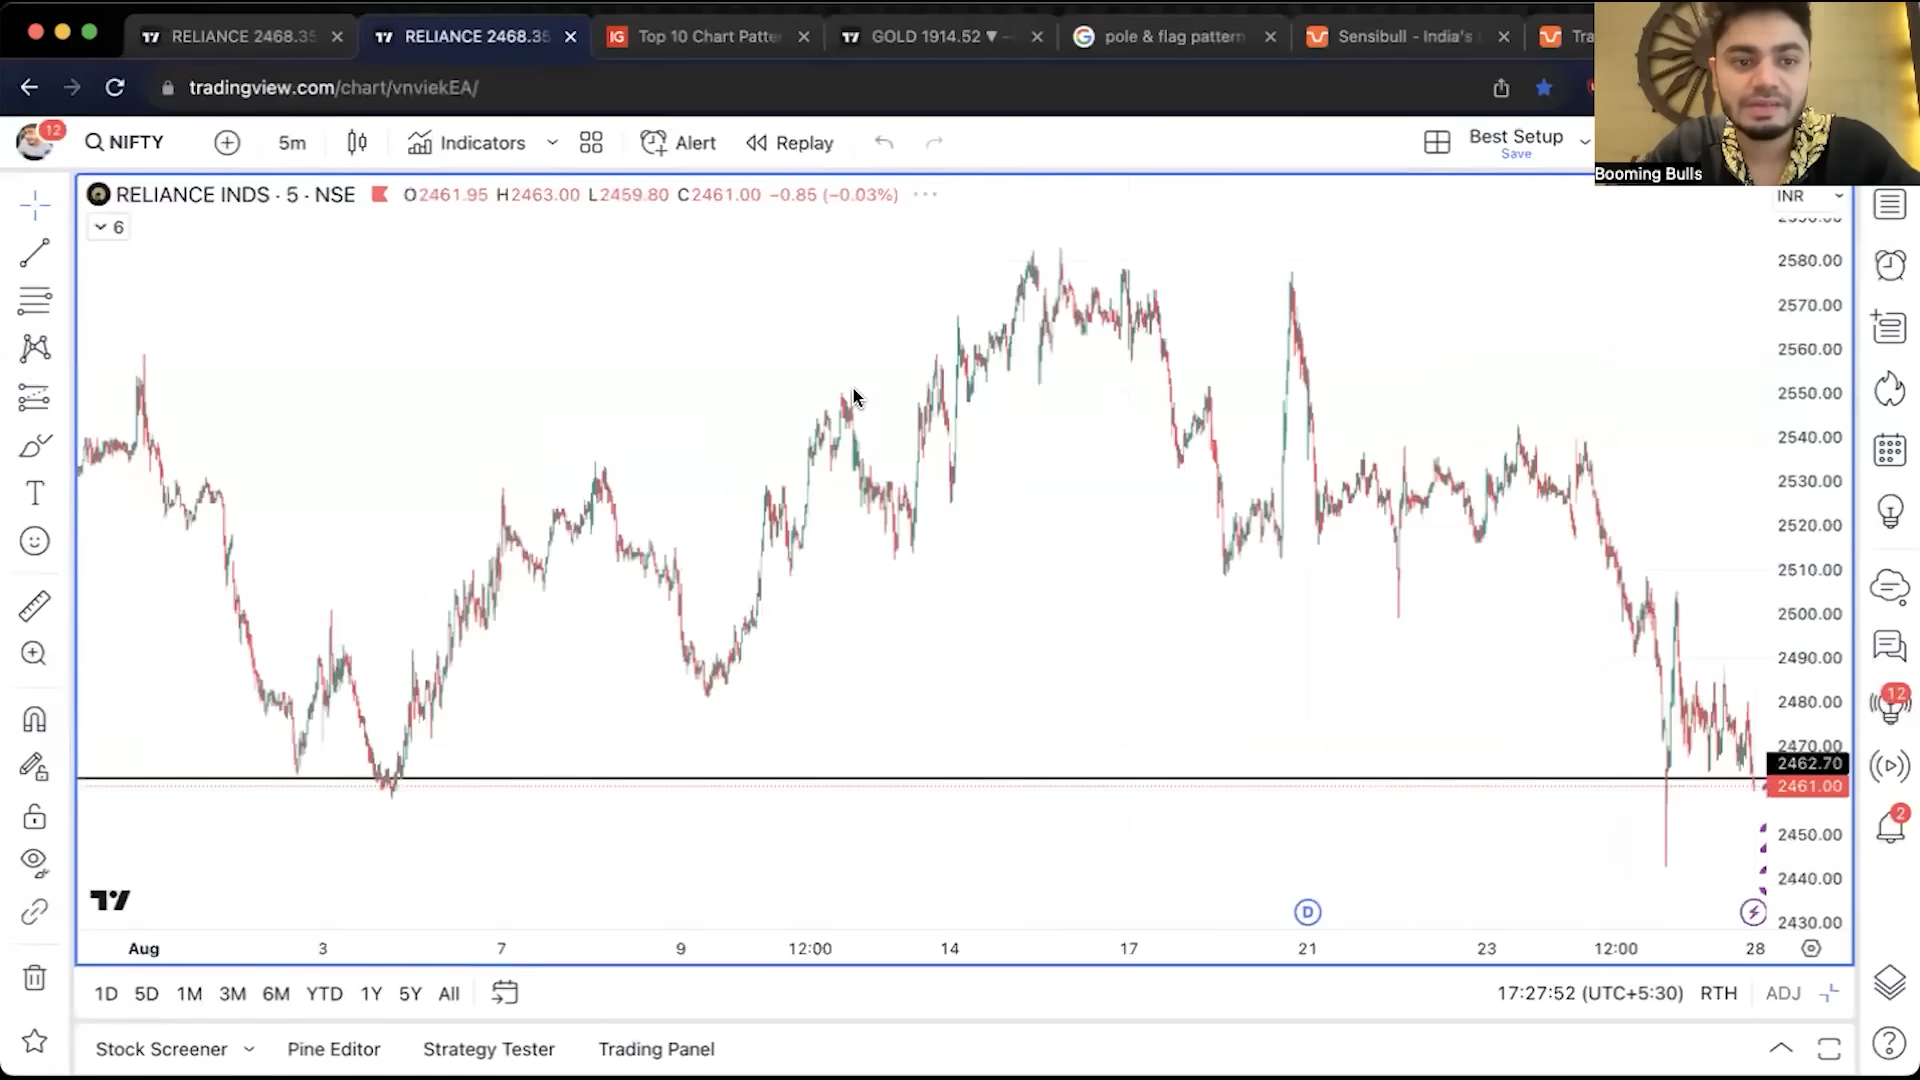 RELIANCE 2468.35
RELIANCE 2468.35
IG
Top 10 Chart Patte
GOLD 1914.52 ▼
pole & flag pattern
Sensibull - India's
Tra
tradingview.com/chart/vnviekEA/
12
NIFTY
5m
Indicators
Alert
Replay
Best Setup
Save
Booming Bulls
RELIANCE INDS · 5 · NSE
O2461.95 H2463.00 L2459.80 C2461.00 −0.85 (−0.03%)
INR
6
2580.00
2570.00
2560.00
2550.00
2540.00
2530.00
2520.00
2510.00
2500.00
2490.00
2480.00
2470.00
2462.70
2461.00
2450.00
2440.00
2430.00
12
2
D
Aug 3 7 9 12:00 14 17 21 23 12:00 28
1D 5D 1M 3M 6M YTD 1Y 5Y All
17:27:52 (UTC+5:30) RTH ADJ
Stock Screener Pine Editor Strategy Tester Trading Panel